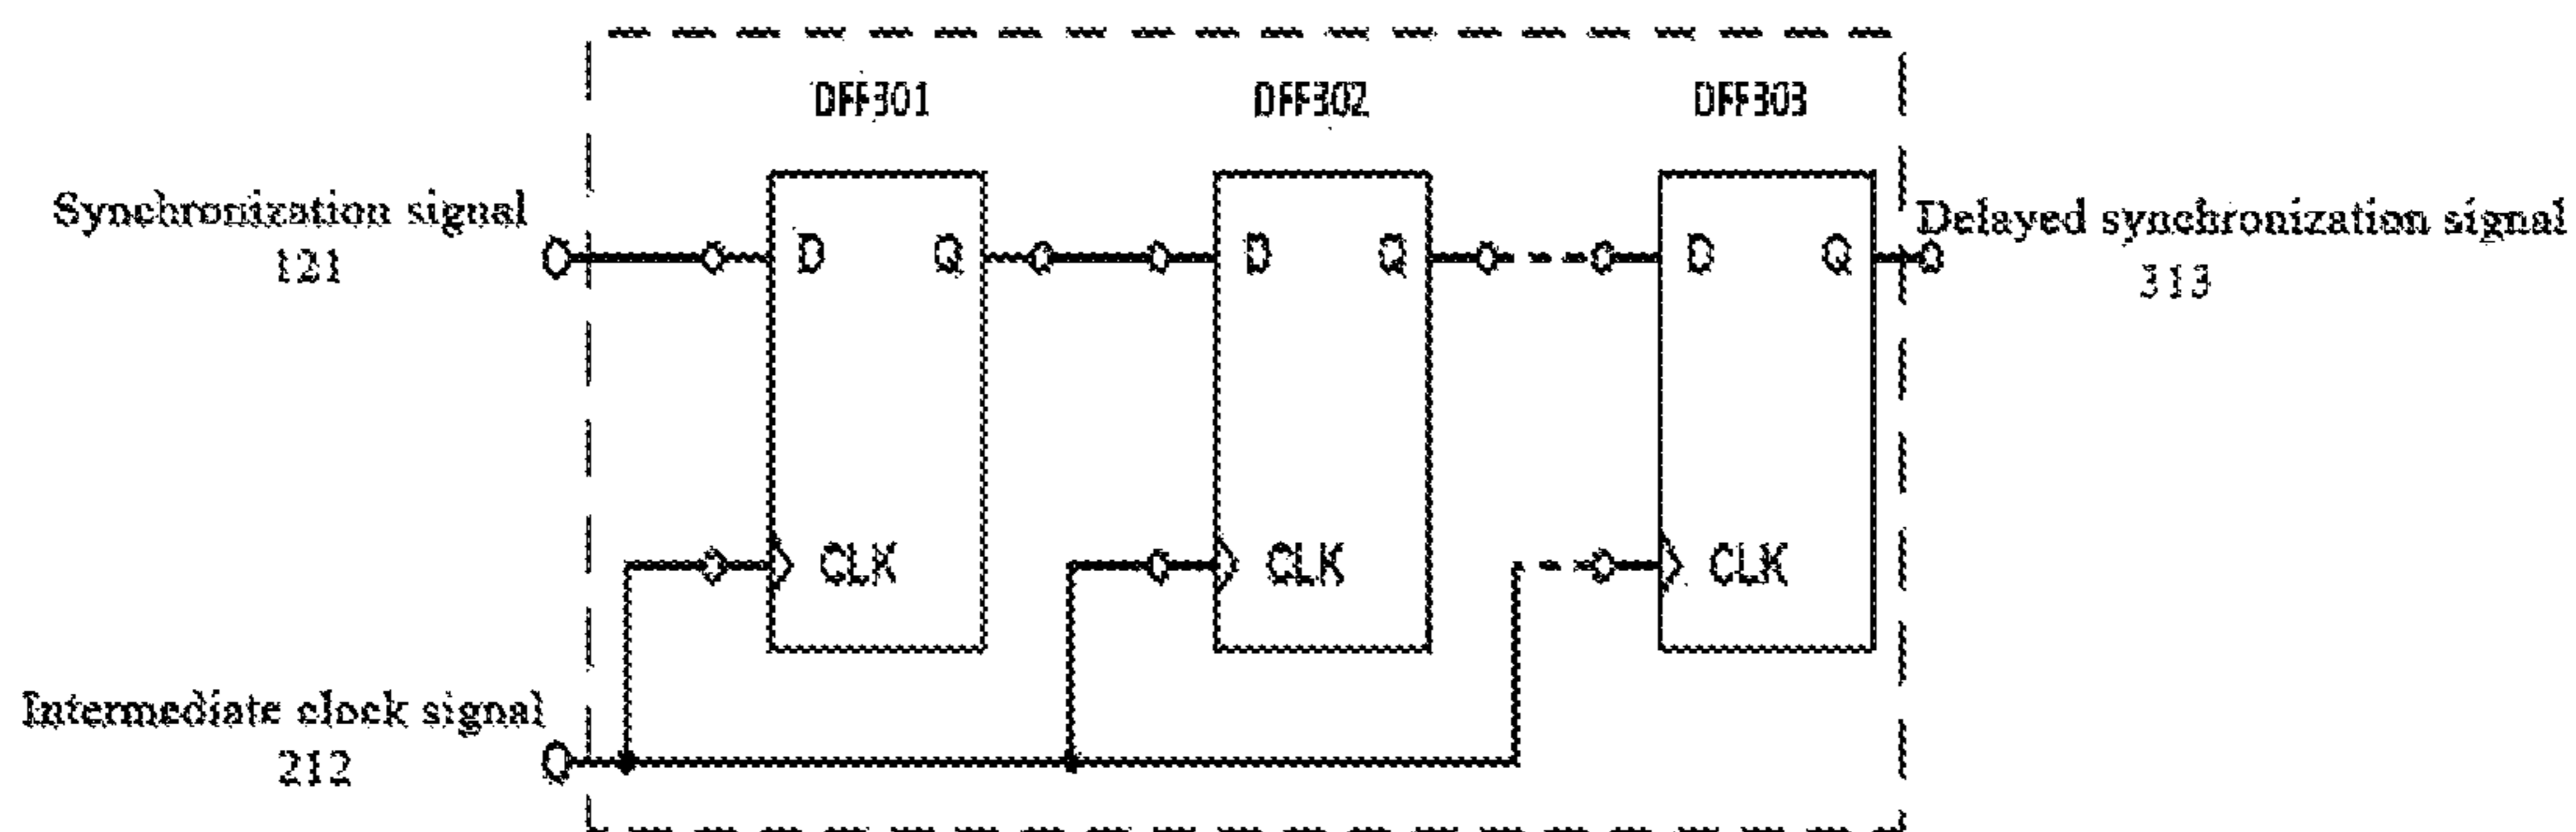 DFF301 DFF302 DFF303
Synchronization signal
121
D Q D Q D Q
Delayed synchronization signal
313
CLK CLK CLK
Intermediate clock signal
212